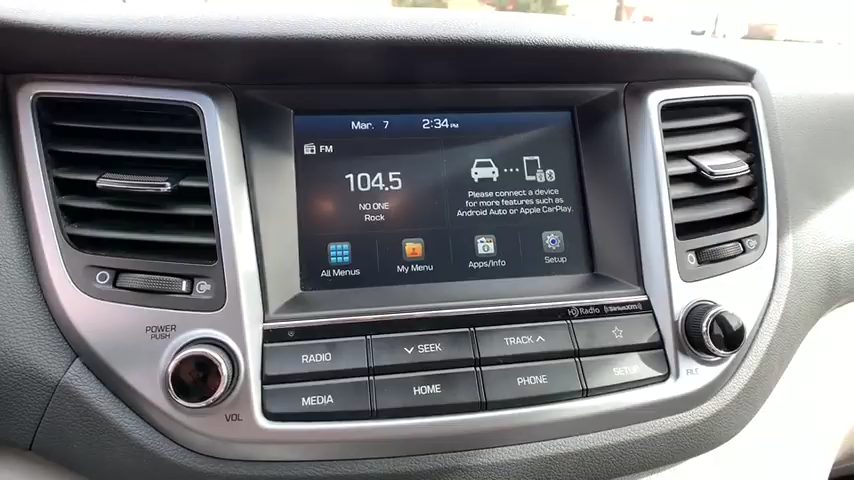 Mar. 7 2:34 PM
FM
104.5
NO ONE
Rock
Please connect a device
for more features such as
Android Auto or Apple CarPlay.
All Menus
My Menu
Apps/Info
Setup
HD Radio (SiriusXM)
POWER
PUSH
VOL
RADIO
SEEK
TRACK
MEDIA
HOME
PHONE
SETUP
FILE